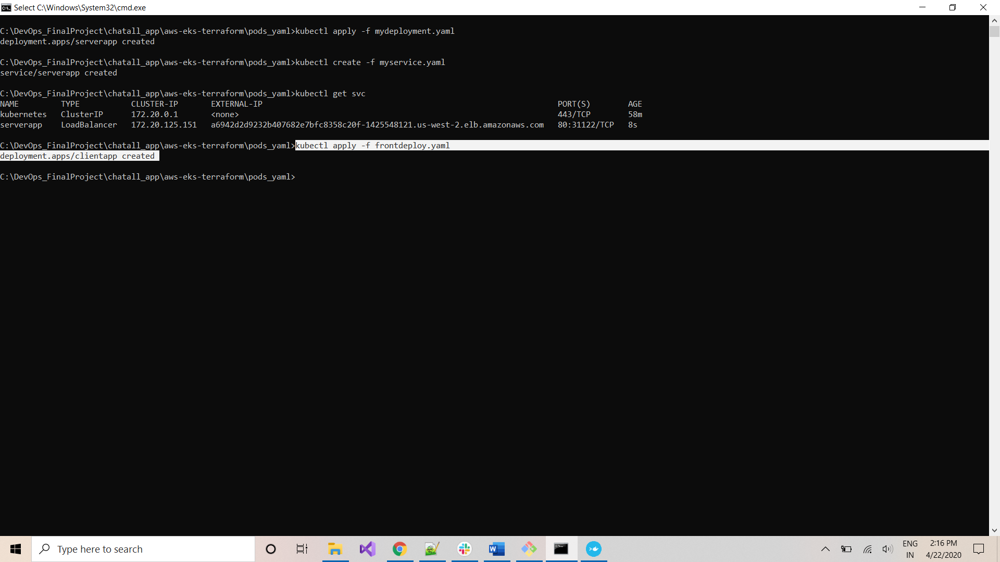 Select C:\Windows\System32\cmd.exe
C:\DevOps_FinalProject\chatall_app\aws-eks-terraform\pods_yaml>kubectl apply -f mydeployment.yaml
deployment.apps/serverapp created
C:\DevOps_FinalProject\chatall_app\aws-eks-terraform\pods_yaml>kubectl create -f myservice.yaml
service/serverapp created
C:\DevOps_FinalProject\chatall_app\aws-eks-terraform\pods_yaml>kubectl get svc
NAME TYPE CLUSTER-IP EXTERNAL-IP PORT(S) AGE
kubernetes ClusterIP 172.20.0.1 <none> 443/TCP 58m
serverapp LoadBalancer 172.20.125.151 a6942d2d9232b407682e7bfc8358c20f-1425548121.us-west-2.elb.amazonaws.com 80:31122/TCP 8s
C:\DevOps_FinalProject\chatall_app\aws-eks-terraform\pods_yaml>kubectl apply -f frontdeploy.yaml
deployment.apps/clientapp created
C:\DevOps_FinalProject\chatall_app\aws-eks-terraform\pods_yaml>
Type here to search
ENG
IN
2:16 PM
4/22/2020